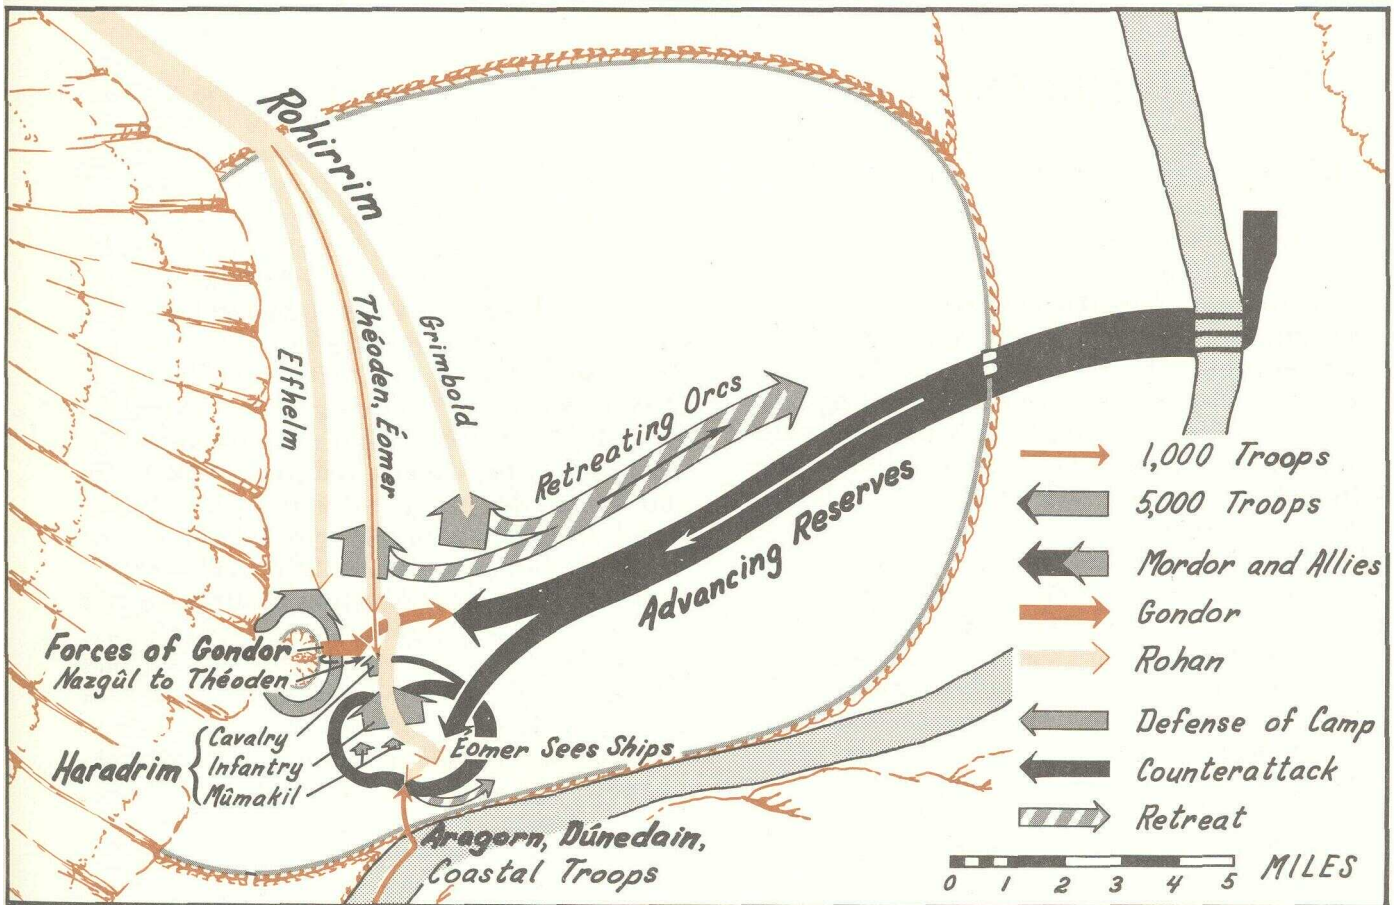 Rohirrim
Elfhelm
Théoden, Éomer
Grimbold
Retreating Orcs
Advancing Reserves
Forces of Gondor
Nazgûl to Théoden
Haradrim
Cavalry
Infantry
Mûmakil
Éomer Sees Ships
Aragorn, Dúnedain,
Coastal Troops
1,000 Troops
5,000 Troops
Mordor and Allies
Gondor
Rohan
Defense of Camp
Counterattack
Retreat
0 1 2 3 4 5 MILES